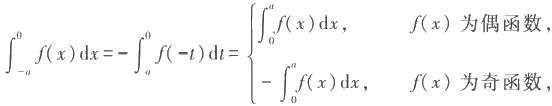 ∫_{-a}^{0} f(x)dx = -∫_{a}^{0} f(-t)dt = { ∫_{0}^{a} f(x)dx, f(x) 为偶函数,
-∫_{0}^{a} f(x)dx, f(x) 为奇函数,